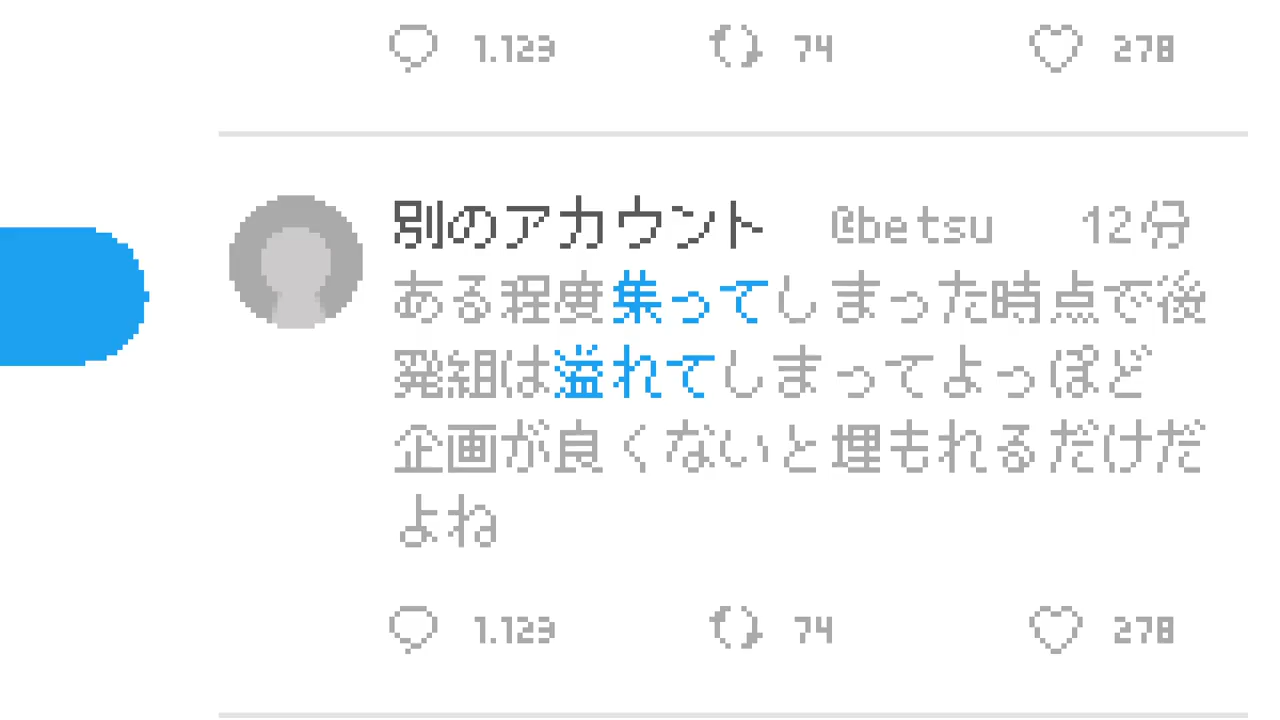 1.123 74 278
別のアカウント @betsu 12分
ある程度集ってしまった時点で後
発組は溢れてしまってよっぽど
企画が良くないと埋もれるだけだ
よね
1.123 74 278